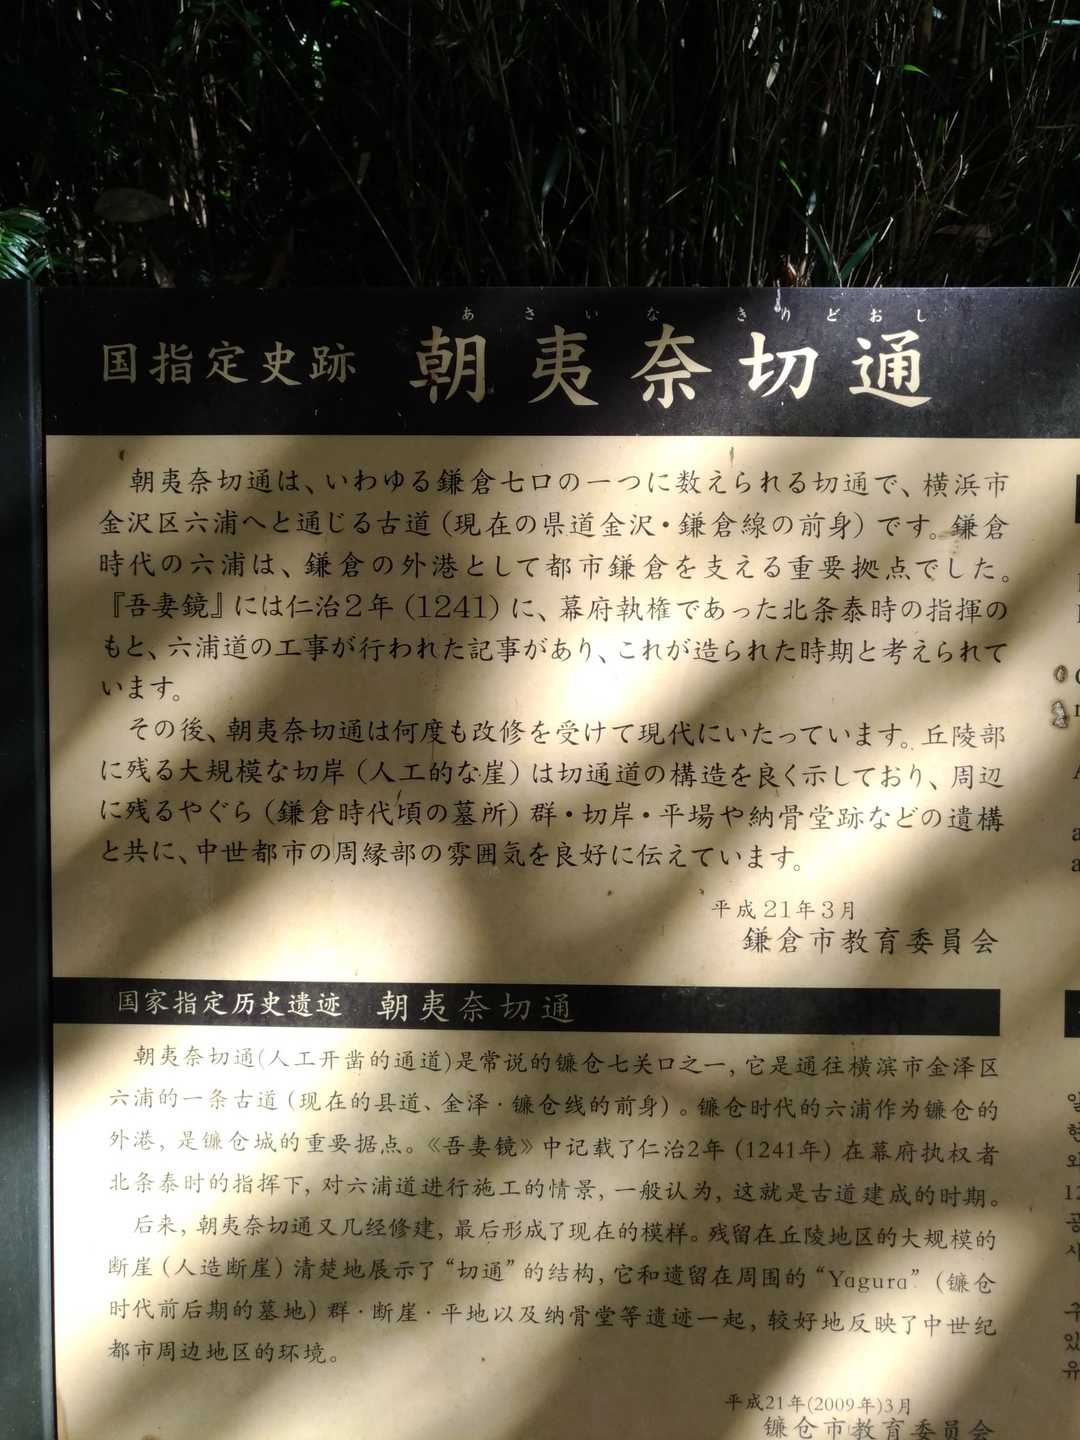 あさいな きりどおし
国指定史跡 朝夷奈切通
朝夷奈切通は、いわゆる鎌倉七口の一つに数えられる切通で、横浜市
金沢区六浦へと通じる古道（現在の県道金沢・鎌倉線の前身）です。鎌倉
時代の六浦は、鎌倉の外港として都市鎌倉を支える重要拠点でした。
『吾妻鏡』には仁治2年（1241）に、幕府執権であった北条泰時の指揮の
もと、六浦道の工事が行われた記事があり、これが造られた時期と考えられて
います。
その後、朝夷奈切通は何度も改修を受けて現代にいたっています。丘陵部
に残る大規模な切岸（人工的な崖）は切通道の構造を良く示しており、周辺
に残るやぐら（鎌倉時代頃の墓所）群・切岸・平場や納骨堂跡などの遺構
と共に、中世都市の周縁部の雰囲気を良好に伝えています。
平成21年3月
鎌倉市教育委員会
国家指定历史遗迹 朝夷奈切通
朝夷奈切通(人工开凿的通道)是常说的镰仓七关口之一，它是通往横滨市金泽区
六浦的一条古道（现在的县道、金泽·镰仓线的前身）。镰仓时代的六浦作为镰仓的
外港，是镰仓城的重要据点。《吾妻镜》中记载了仁治2年（1241年）在幕府执权者
北条泰时的指挥下，对六浦道进行施工的情景，一般认为，这就是古道建成的时期。
后来，朝夷奈切通又几经修建，最后形成了现在的模样。残留在丘陵地区的大规模的
断崖（人造断崖）清楚地展示了“切通”的结构，它和遗留在周围的“Yagura”（镰仓
时代前后期的墓地）群·断崖·平地以及纳骨堂等遗迹一起，较好地反映了中世纪
都市周边地区的环境。
平成21年(2009年)3月
镰仓市教育委员会